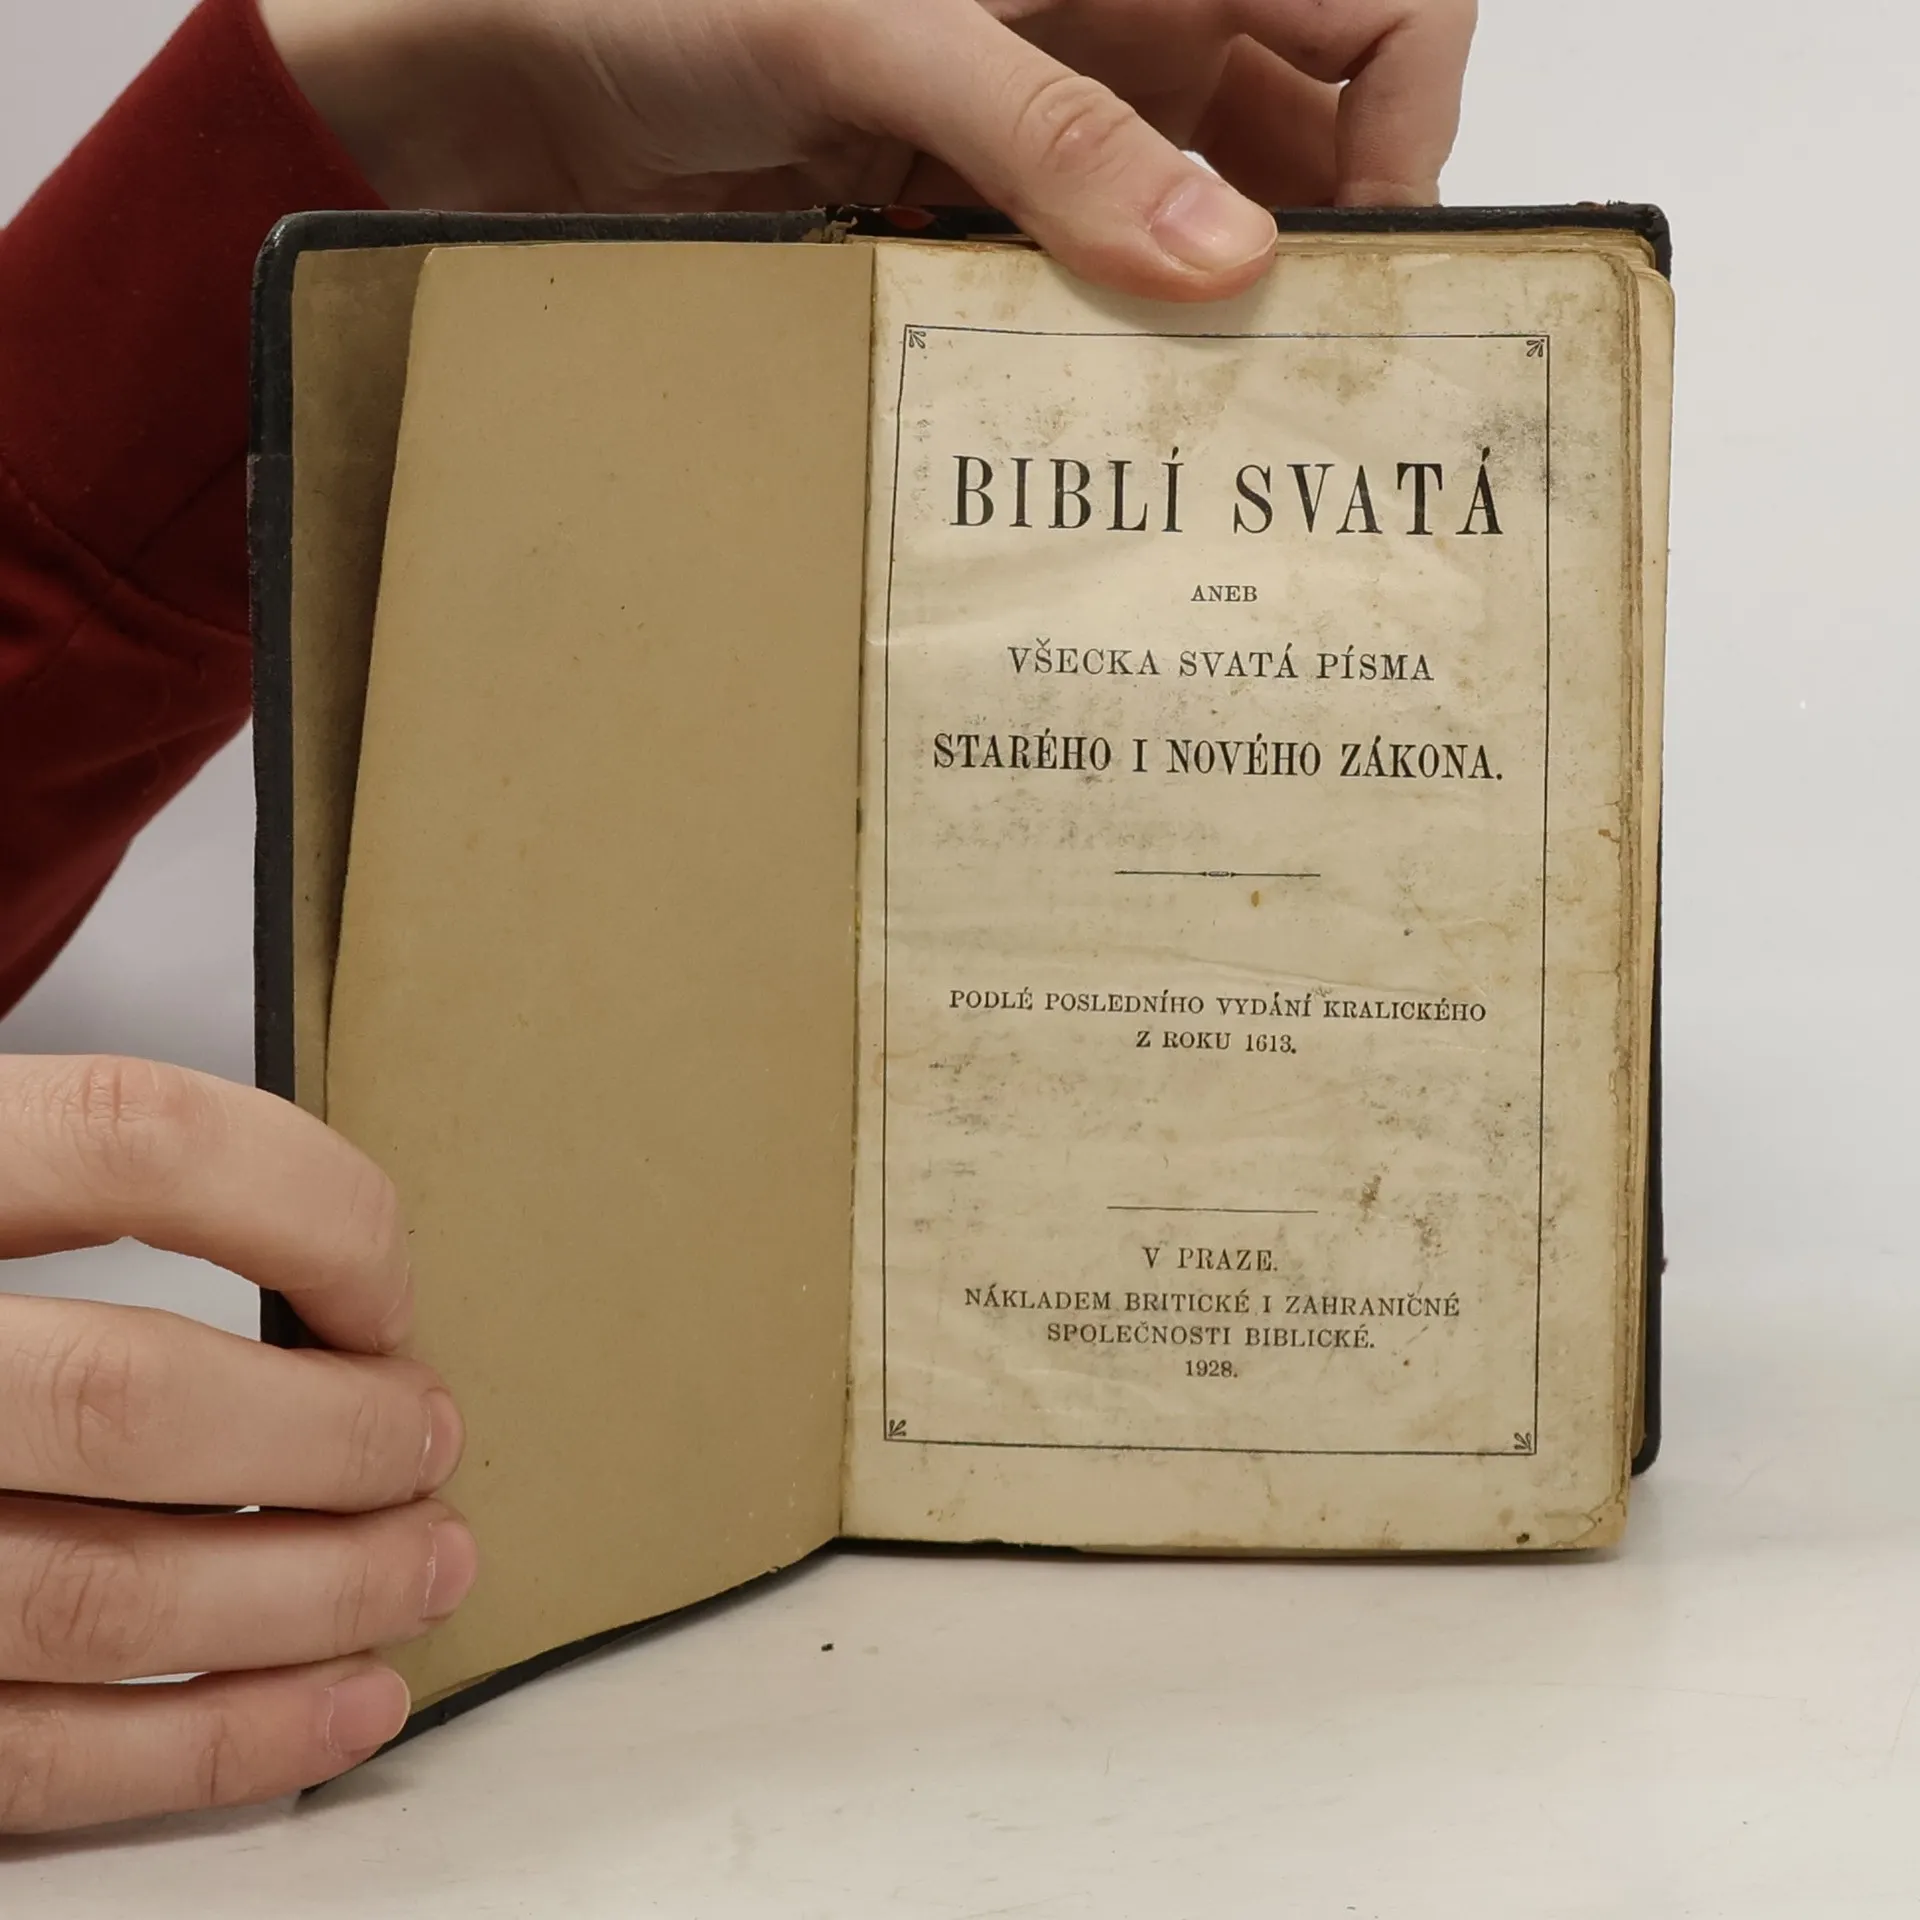 BIBLÍ SVATÁ
ANEB
VŠECKA SVATÁ PÍSMA
STARÉHO I NOVÉHO ZÁKONA.
PODLÉ POSLEDNÍHO VYDÁNÍ KRALICKÉHO
Z ROKU 1613.
V PRAZE.
NÁKLADEM BRITICKÉ I ZAHRANIČNÉ
SPOLEČNOSTI BIBLICKÉ.
1928.